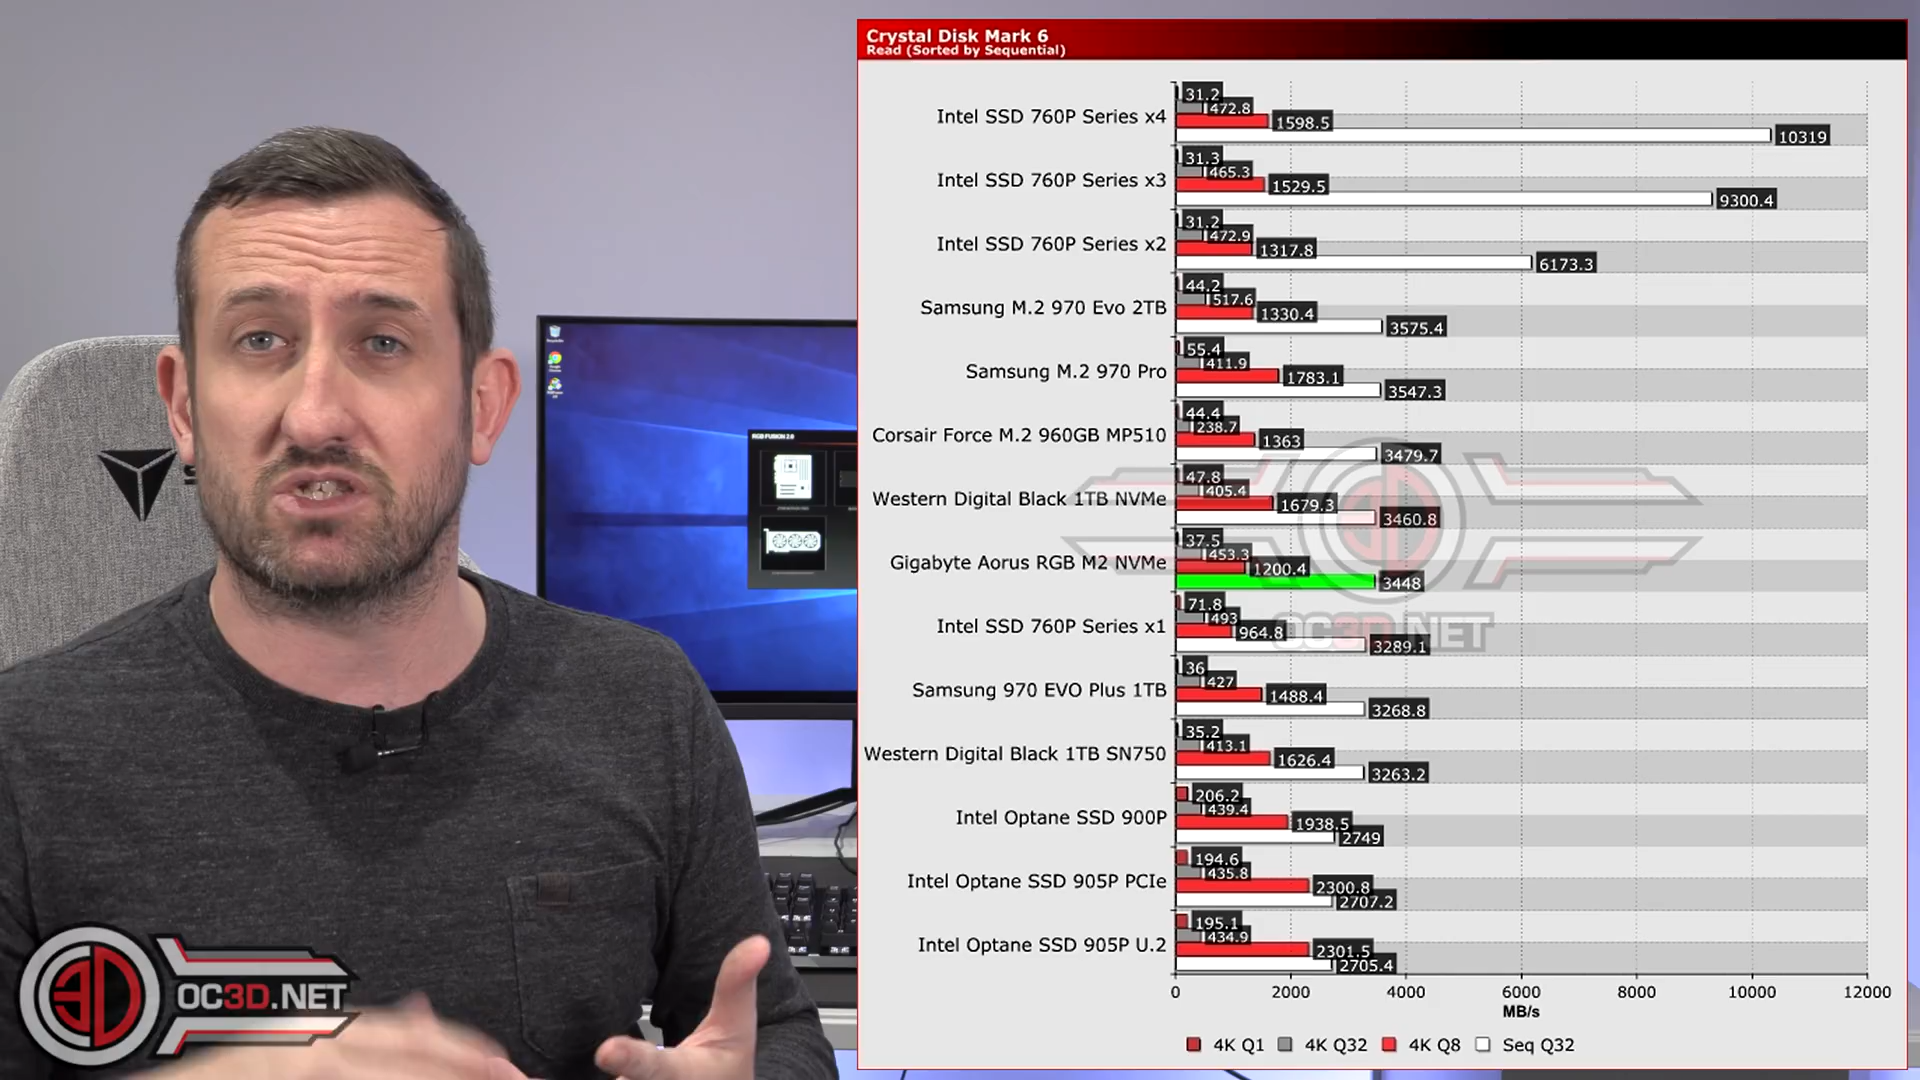 Crystal Disk Mark 6
Read (Sorted by Sequential)
Intel SSD 760P Series x4
31.2
472.8
1598.5
10319
Intel SSD 760P Series x3
31.3
465.3
1529.5
9300.4
Intel SSD 760P Series x2
31.2
472.9
1317.8
6173.3
Samsung M.2 970 Evo 2TB
44.2
517.6
1330.4
3575.4
Samsung M.2 970 Pro
55.4
411.9
1783.1
3547.3
Corsair Force M.2 960GB MP510
44.4
238.7
1363
3479.7
Western Digital Black 1TB NVMe
47.8
405.4
1679.3
3460.8
Gigabyte Aorus RGB M2 NVMe
37.5
453.3
1200.4
3448
Intel SSD 760P Series x1
71.8
493
964.8
3289.1
Samsung 970 EVO Plus 1TB
36
427
1488.4
3268.8
Western Digital Black 1TB SN750
35.2
413.1
1626.4
3263.2
Intel Optane SSD 900P
206.2
439.4
1938.5
2749
Intel Optane SSD 905P PCIe
194.6
435.8
2300.8
2707.2
Intel Optane SSD 905P U.2
195.1
434.9
2301.5
2705.4
0 2000 4000 6000 8000 10000 12000
MB/s
4K Q1 4K Q32 4K Q8 Seq Q32
OC3D.NET
RGB FUSION 2.0
OC3D.NET